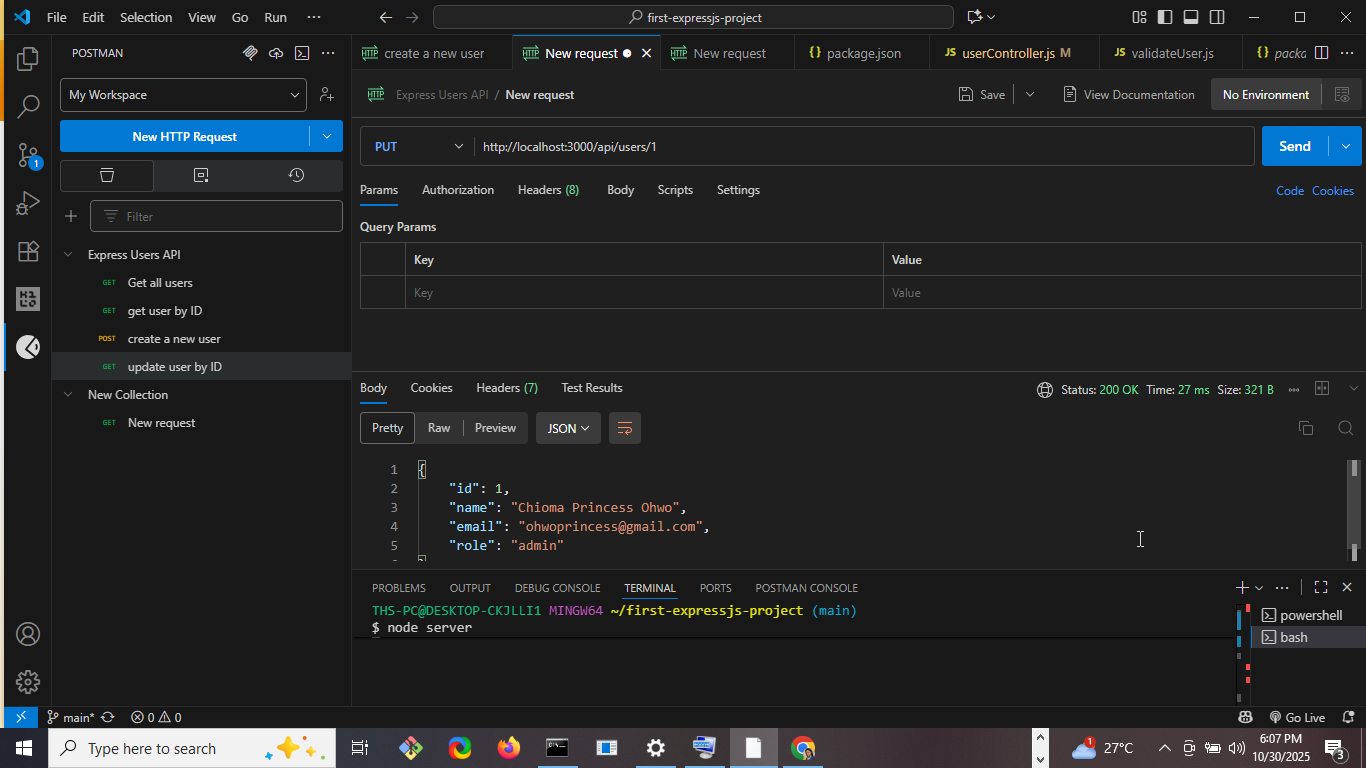 File Edit Selection View Go Run ··· first-expressjs-project
POSTMAN
create a new user New request New request package.json userController.js M validateUser.js packa
My Workspace
Express Users API / New request Save View Documentation No Environment
New HTTP Request
PUT http://localhost:3000/api/users/1 Send
1
Params Authorization Headers (8) Body Scripts Settings Code Cookies
Filter
Query Params
Key Value
Key Value
Express Users API
GET Get all users
GET get user by ID
POST create a new user
GET update user by ID
New Collection
GET New request
Body Cookies Headers (7) Test Results Status: 200 OK Time: 27 ms Size: 321 B
Pretty Raw Preview JSON
1 {
2 "id": 1,
3 "name": "Chioma Princess Ohwo",
4 "email": "ohwoprincess@gmail.com",
5 "role": "admin"
}
PROBLEMS OUTPUT DEBUG CONSOLE TERMINAL PORTS POSTMAN CONSOLE
THS-PC@DESKTOP-CKJLLI1 MINGW64 ~/first-expressjs-project (main)
$ node server
powershell
bash
main* 0 0 Go Live
Type here to search
1 27°C 6:07 PM
10/30/2025
3